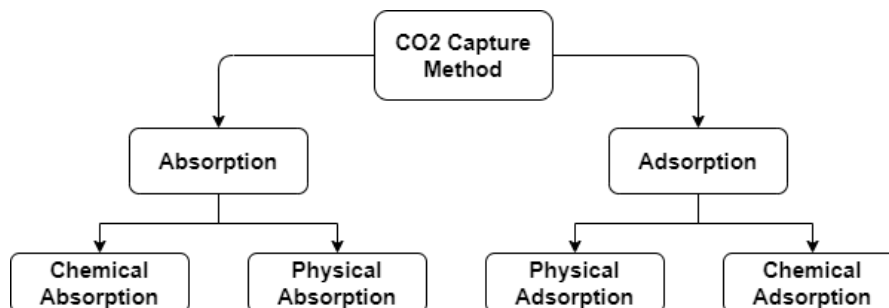 CO2 Capture
Method
Absorption
Adsorption
Chemical
Absorption
Physical
Absorption
Physical
Adsorption
Chemical
Adsorption